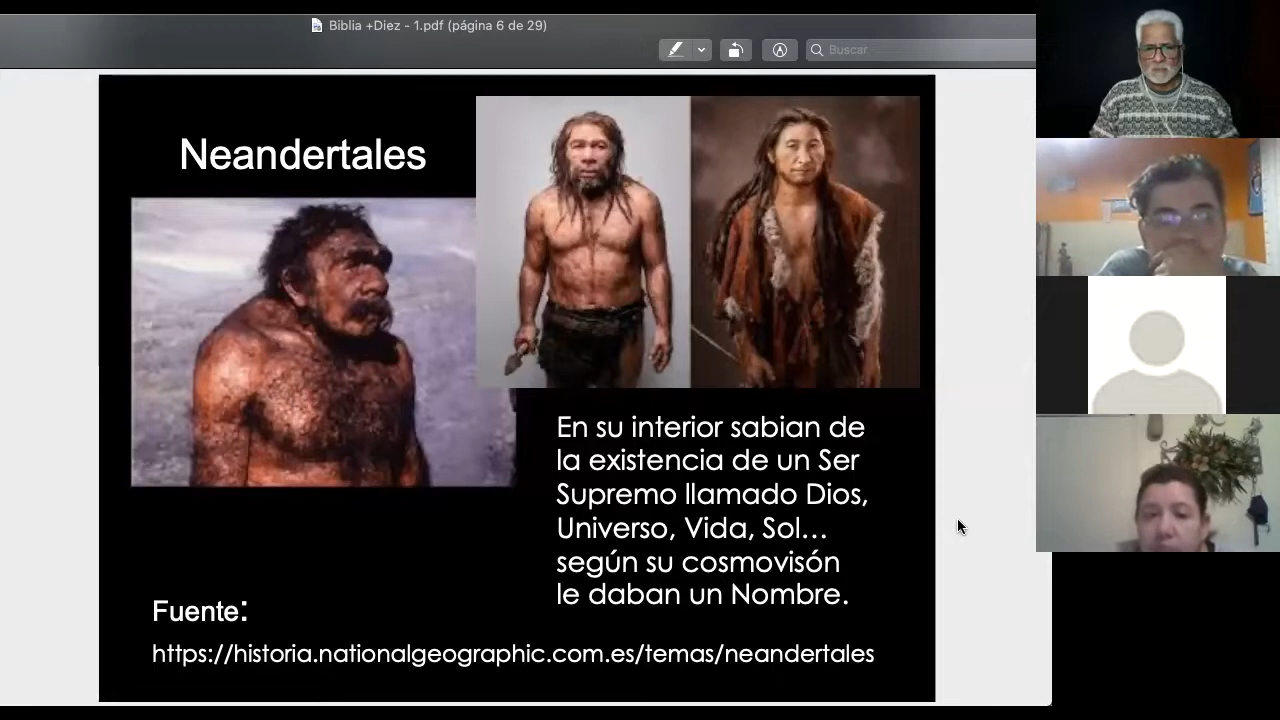 Biblia +Diez - 1.pdf (página 6 de 29)
Buscar
Neandertales
En su interior sabian de
la existencia de un Ser
Supremo llamado Dios,
Universo, Vida, Sol...
según su cosmovisón
le daban un Nombre.
Fuente:
https://historia.nationalgeographic.com.es/temas/neandertales